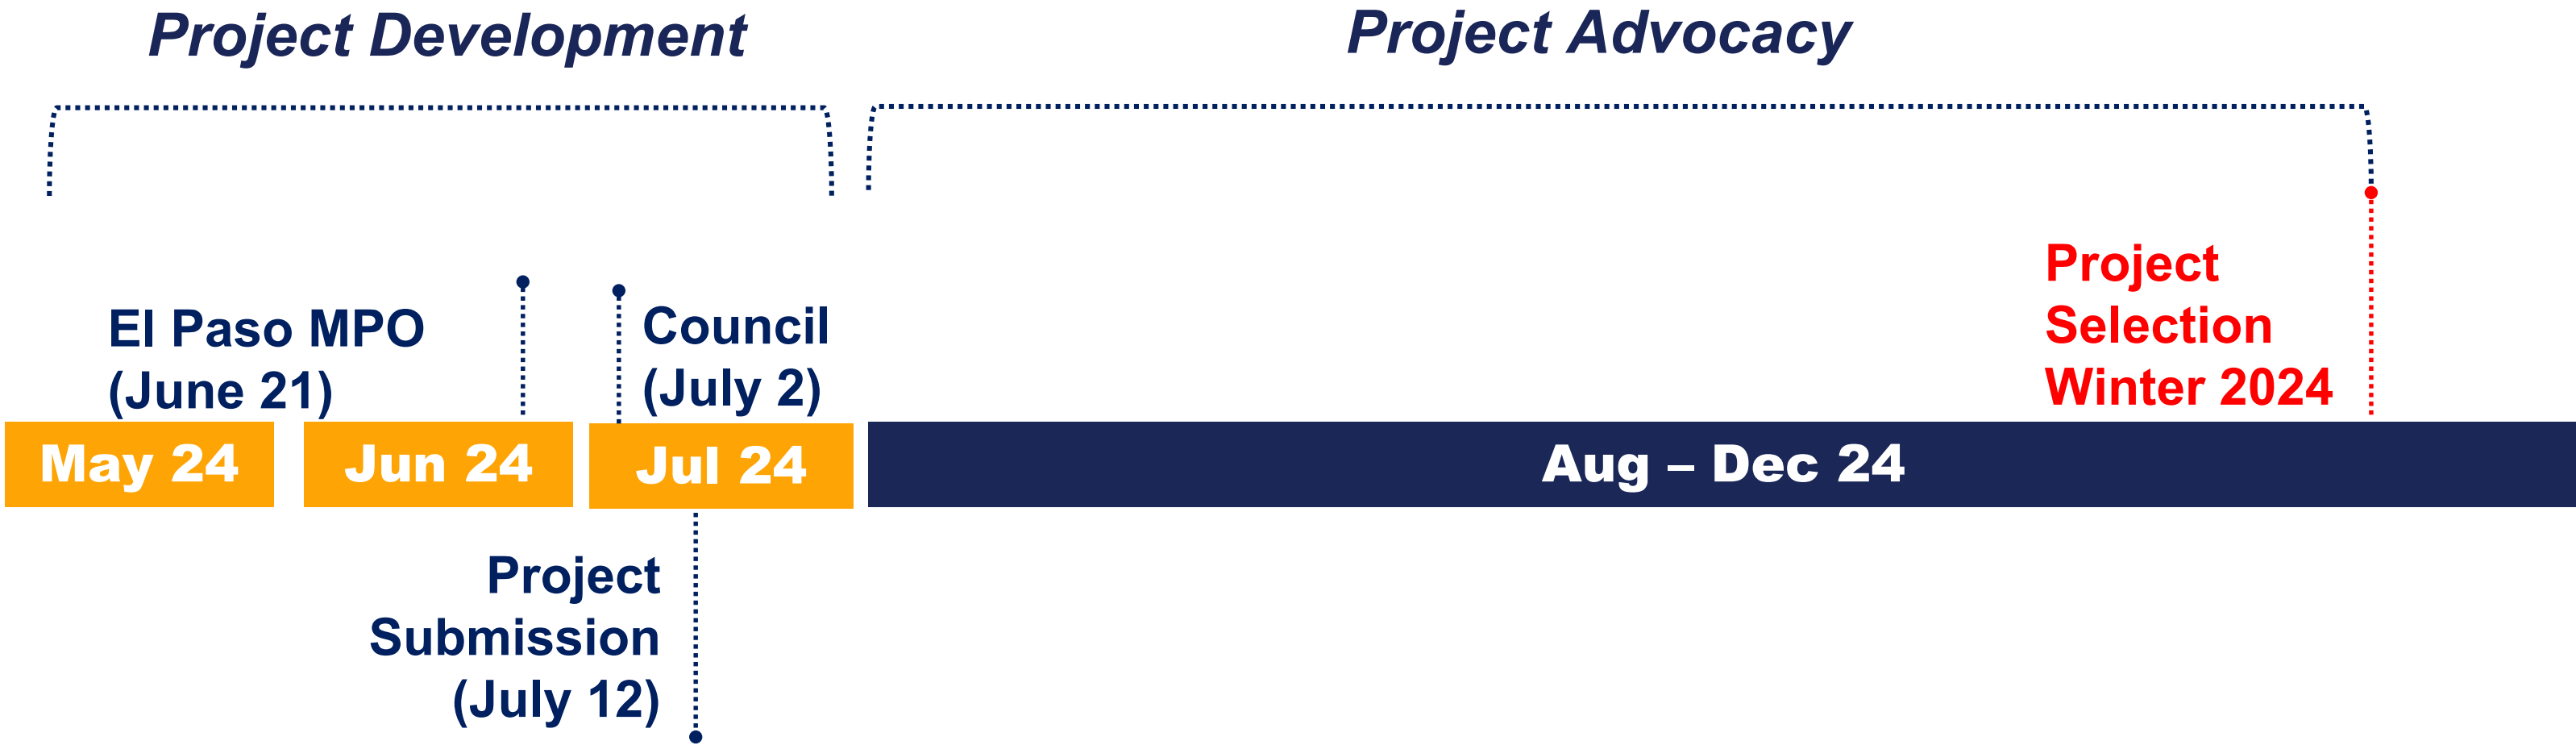 Project Development
Project Advocacy
El Paso MPO
(June 21)
Council
(July 2)
Project
Selection
Winter 2024
May 24
Jun 24
Jul 24
Aug – Dec 24
Project
Submission
(July 12)